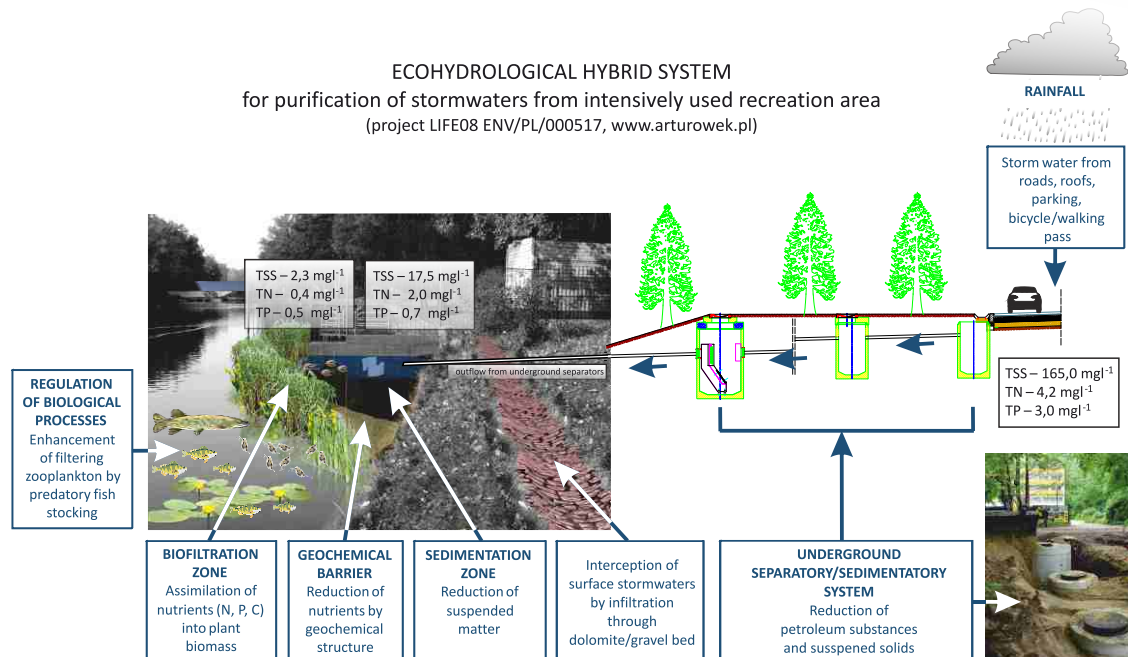 ECOHYDROLOGICAL HYBRID SYSTEM
for purification of stormwaters from intensively used recreation area
(project LIFE08 ENV/PL/000517, www.arturowek.pl)
RAINFALL
Storm water from
roads, roofs,
parking,
bicycle/walking
pass
TSS – 2,3 mgl-1
TN – 0,4 mgl-1
TP – 0,5 mgl-1
TSS – 17,5 mgl-1
TN – 2,0 mgl-1
TP – 0,7 mgl-1
outflow from underground separators
TSS – 165,0 mgl-1
TN – 4,2 mgl-1
TP – 3,0 mgl-1
REGULATION
OF BIOLOGICAL
PROCESSES
Enhancement
of filtering
zooplankton by
predatory fish
stocking
BIOFILTRATION
ZONE
Assimilation of
nutrients (N, P, C)
into plant
biomass
GEOCHEMICAL
BARRIER
Reduction of
nutrients by
geochemical
structure
SEDIMENTATION
ZONE
Reduction of
suspended
matter
Interception of
surface stormwaters
by infiltration
through
dolomite/gravel bed
UNDERGROUND
SEPARATORY/SEDIMENTATORY
SYSTEM
Reduction of
petroleum substances
and susspened solids